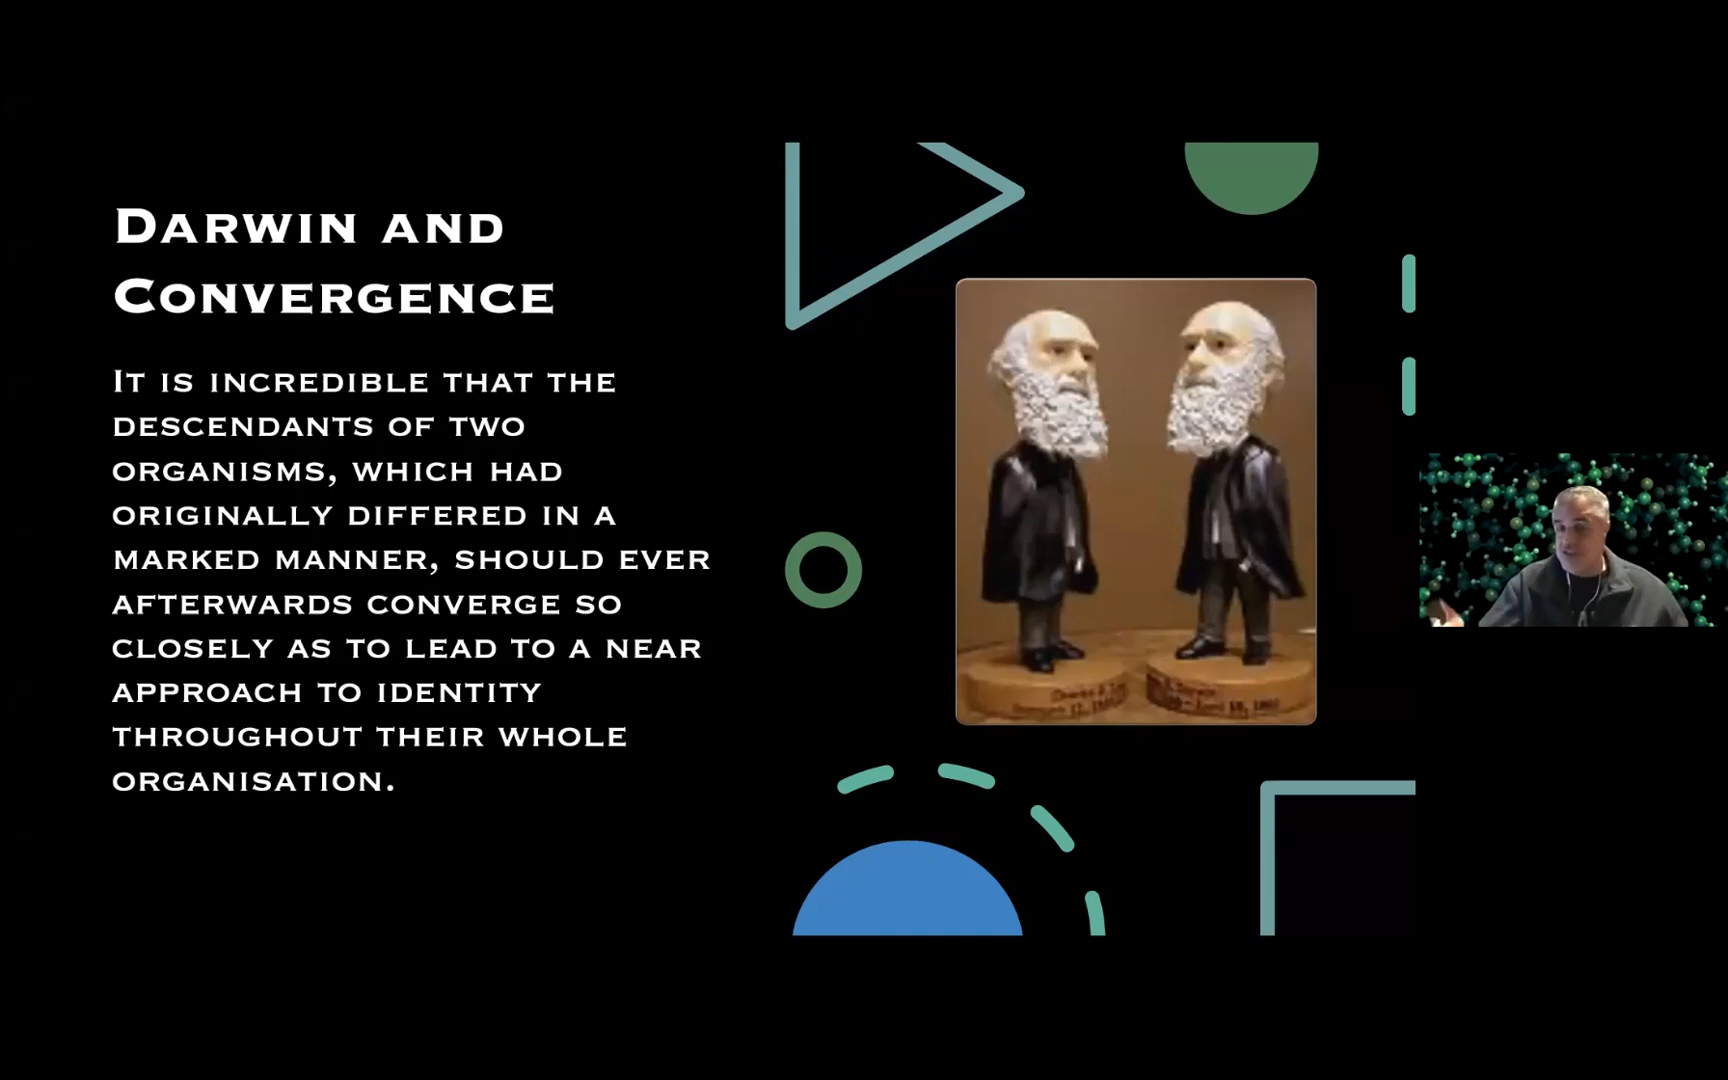 Darwin and
Convergence
It is incredible that the
descendants of two
organisms, which had
originally differed in a
marked manner, should ever
afterwards converge so
closely as to lead to a near
approach to identity
throughout their whole
organisation.